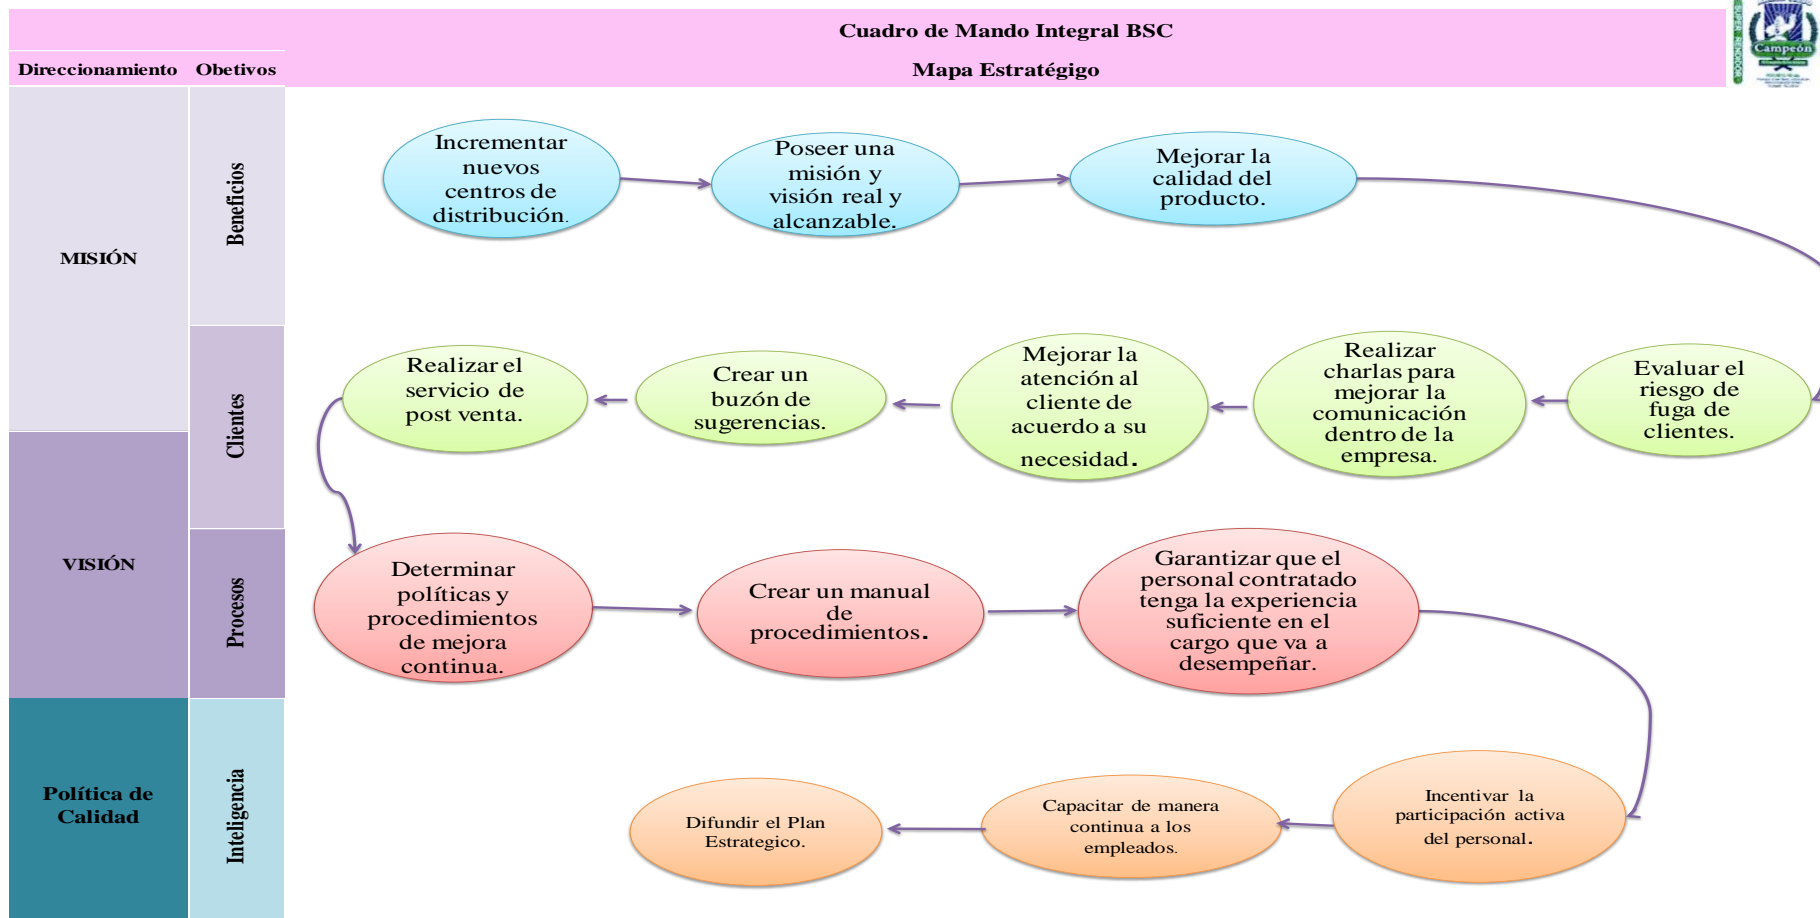 Cuadro de Mando Integral BSC
Direccionamiento
Obetivos
Mapa Estratégigo
SUPER RENDIDOR
Campeón
MISIÓN
VISIÓN
Política de
Calidad
Beneficios
Clientes
Procesos
Inteligencia
Incrementar
nuevos
centros de
distribución.
Poseer una
misión y
visión real y
alcanzable.
Mejorar la
calidad del
producto.
Realizar el
servicio de
post venta.
Crear un
buzón de
sugerencias.
Mejorar la
atención al
cliente de
acuerdo a su
necesidad.
Realizar
charlas para
mejorar la
comunicación
dentro de la
empresa.
Evaluar el
riesgo de
fuga de
clientes.
Determinar
políticas y
procedimientos
de mejora
continua.
Crear un manual
de
procedimientos.
Garantizar que el
personal contratado
tenga la experiencia
suficiente en el
cargo que va a
desempeñar.
Difundir el Plan
Estrategico.
Capacitar de manera
continua a los
empleados.
Incentivar la
participación activa
del personal.